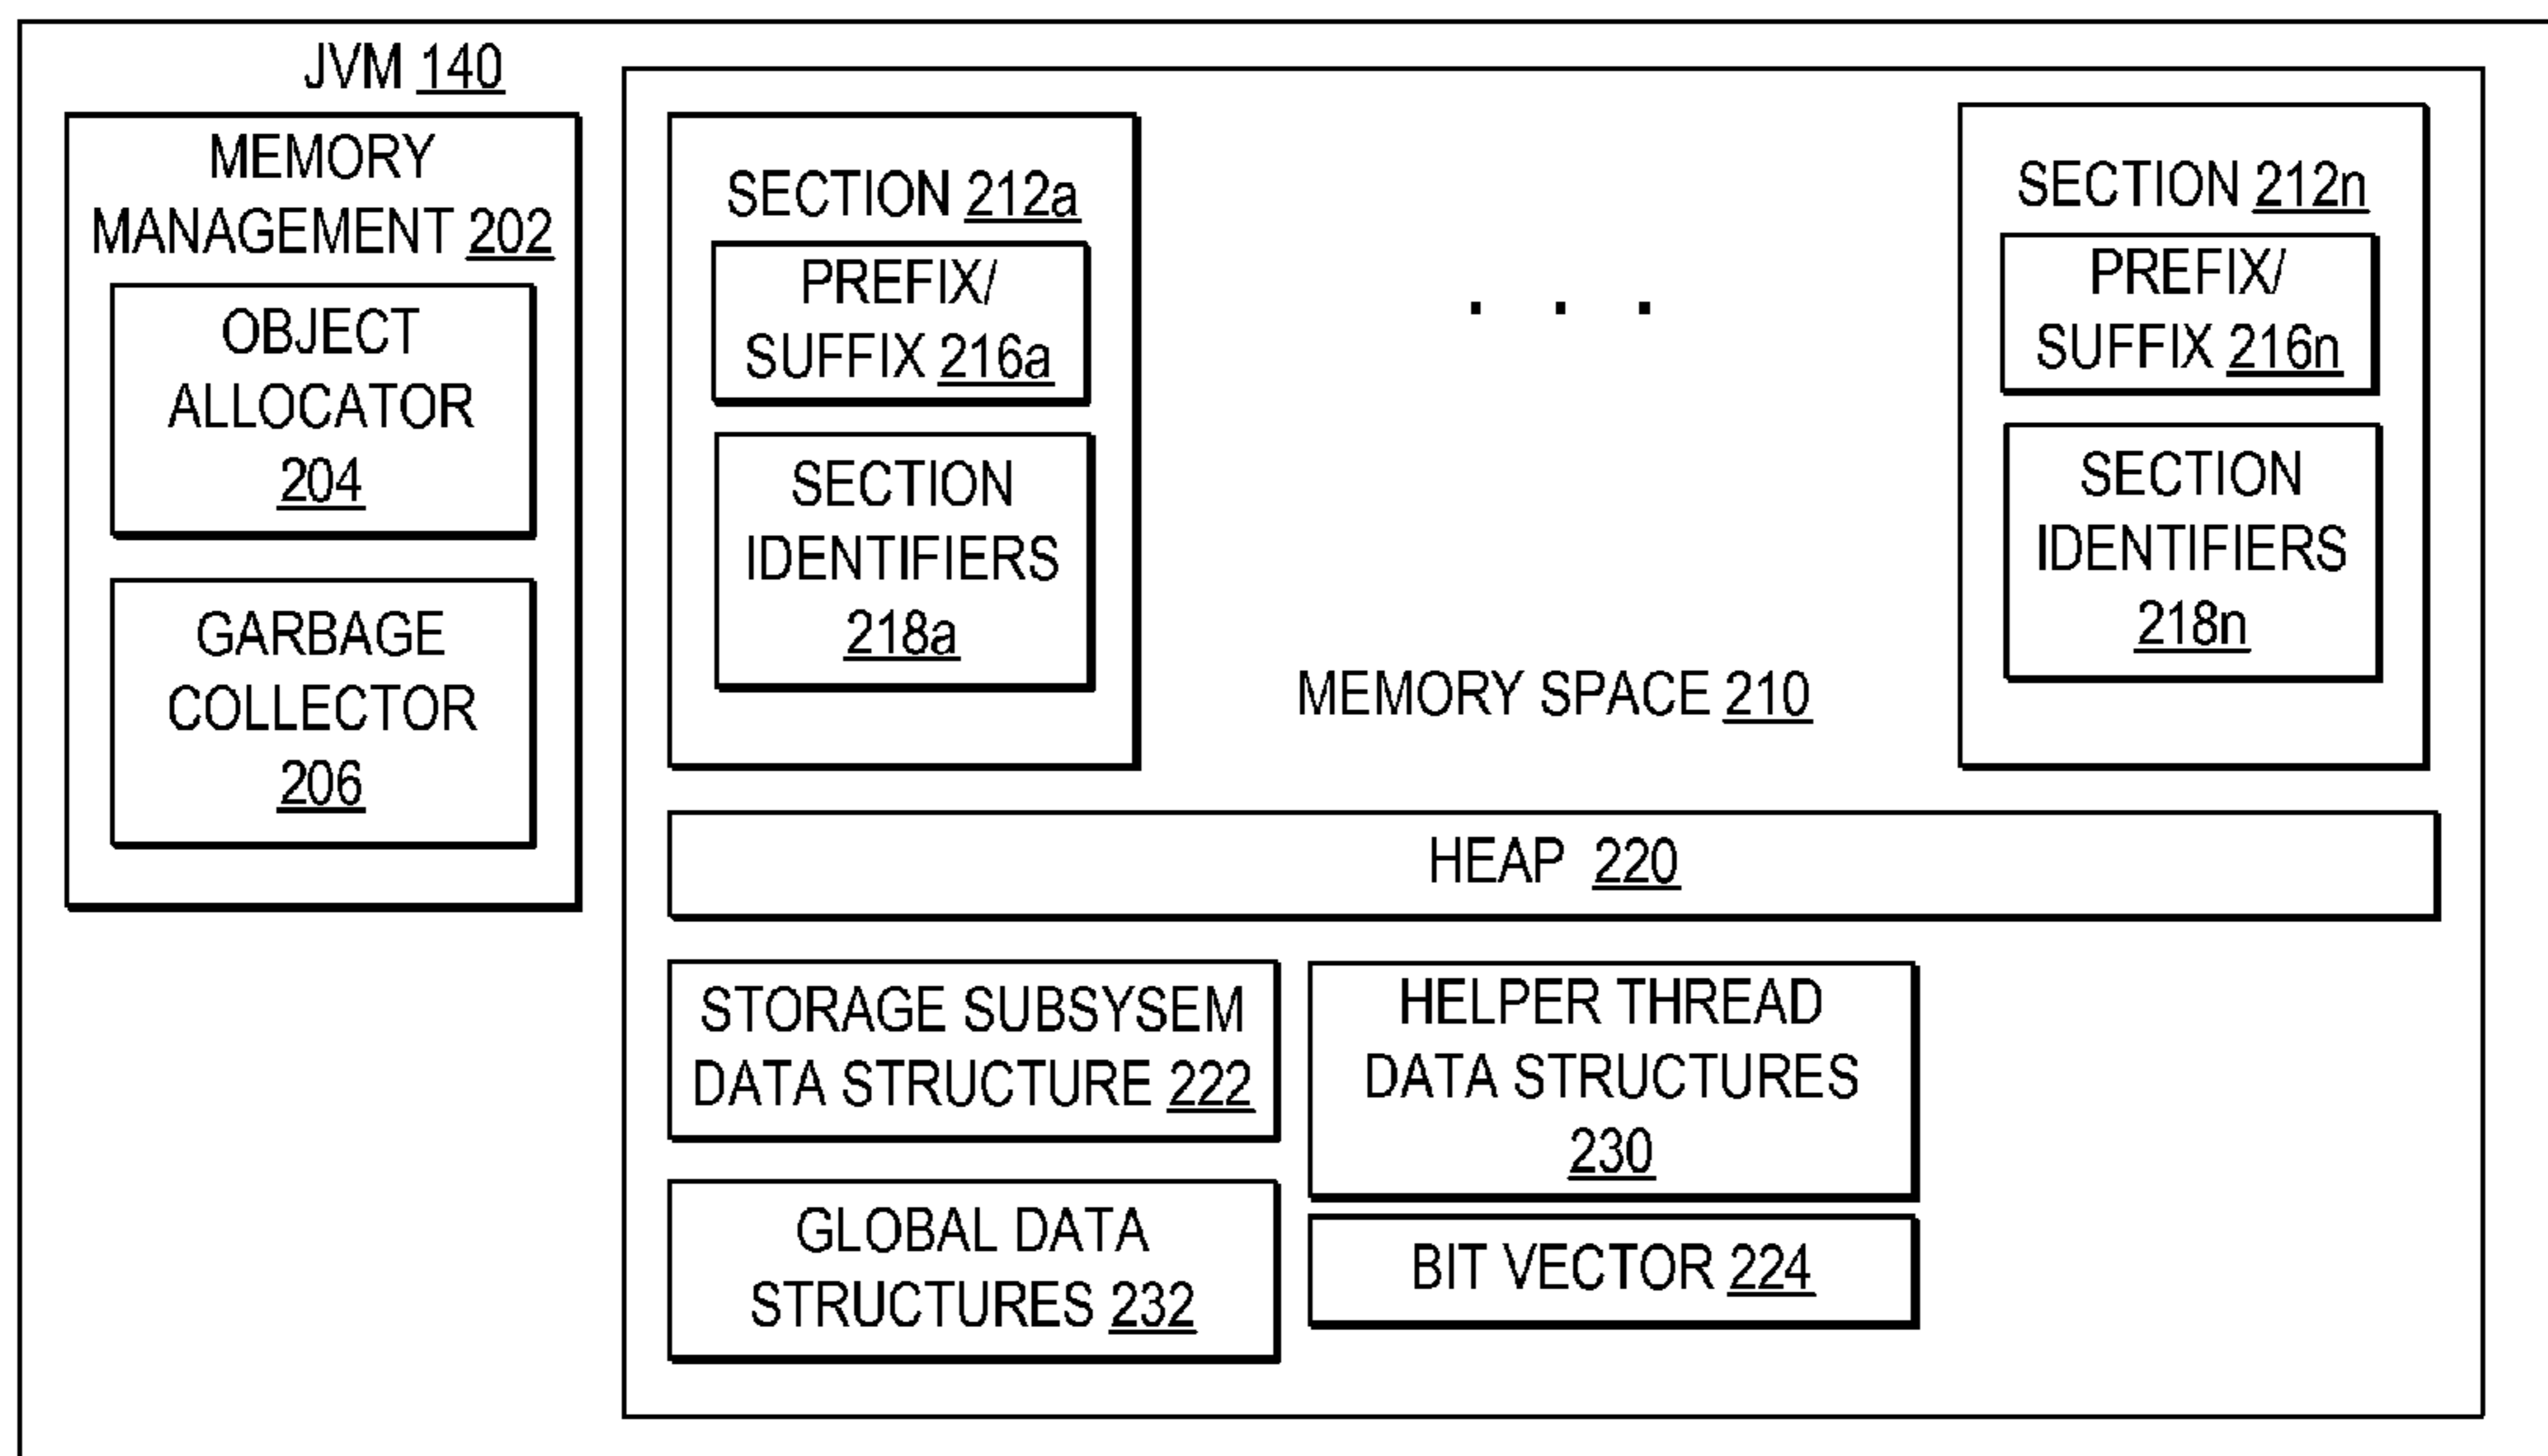 JVM 140
MEMORY
MANAGEMENT 202
OBJECT
ALLOCATOR
204
GARBAGE
COLLECTOR
206
SECTION 212a
PREFIX/
SUFFIX 216a
SECTION
IDENTIFIERS
218a
. . .
SECTION 212n
PREFIX/
SUFFIX 216n
SECTION
IDENTIFIERS
218n
MEMORY SPACE 210
HEAP 220
STORAGE SUBSYSEM
DATA STRUCTURE 222
HELPER THREAD
DATA STRUCTURES
230
GLOBAL DATA
STRUCTURES 232
BIT VECTOR 224